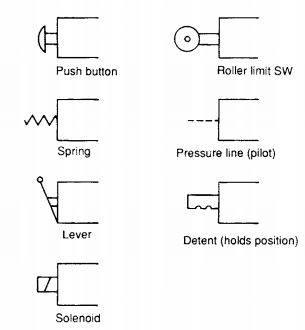 Push button
Roller limit SW
Spring
Pressure line (pilot)
Lever
Detent (holds position)
Solenoid